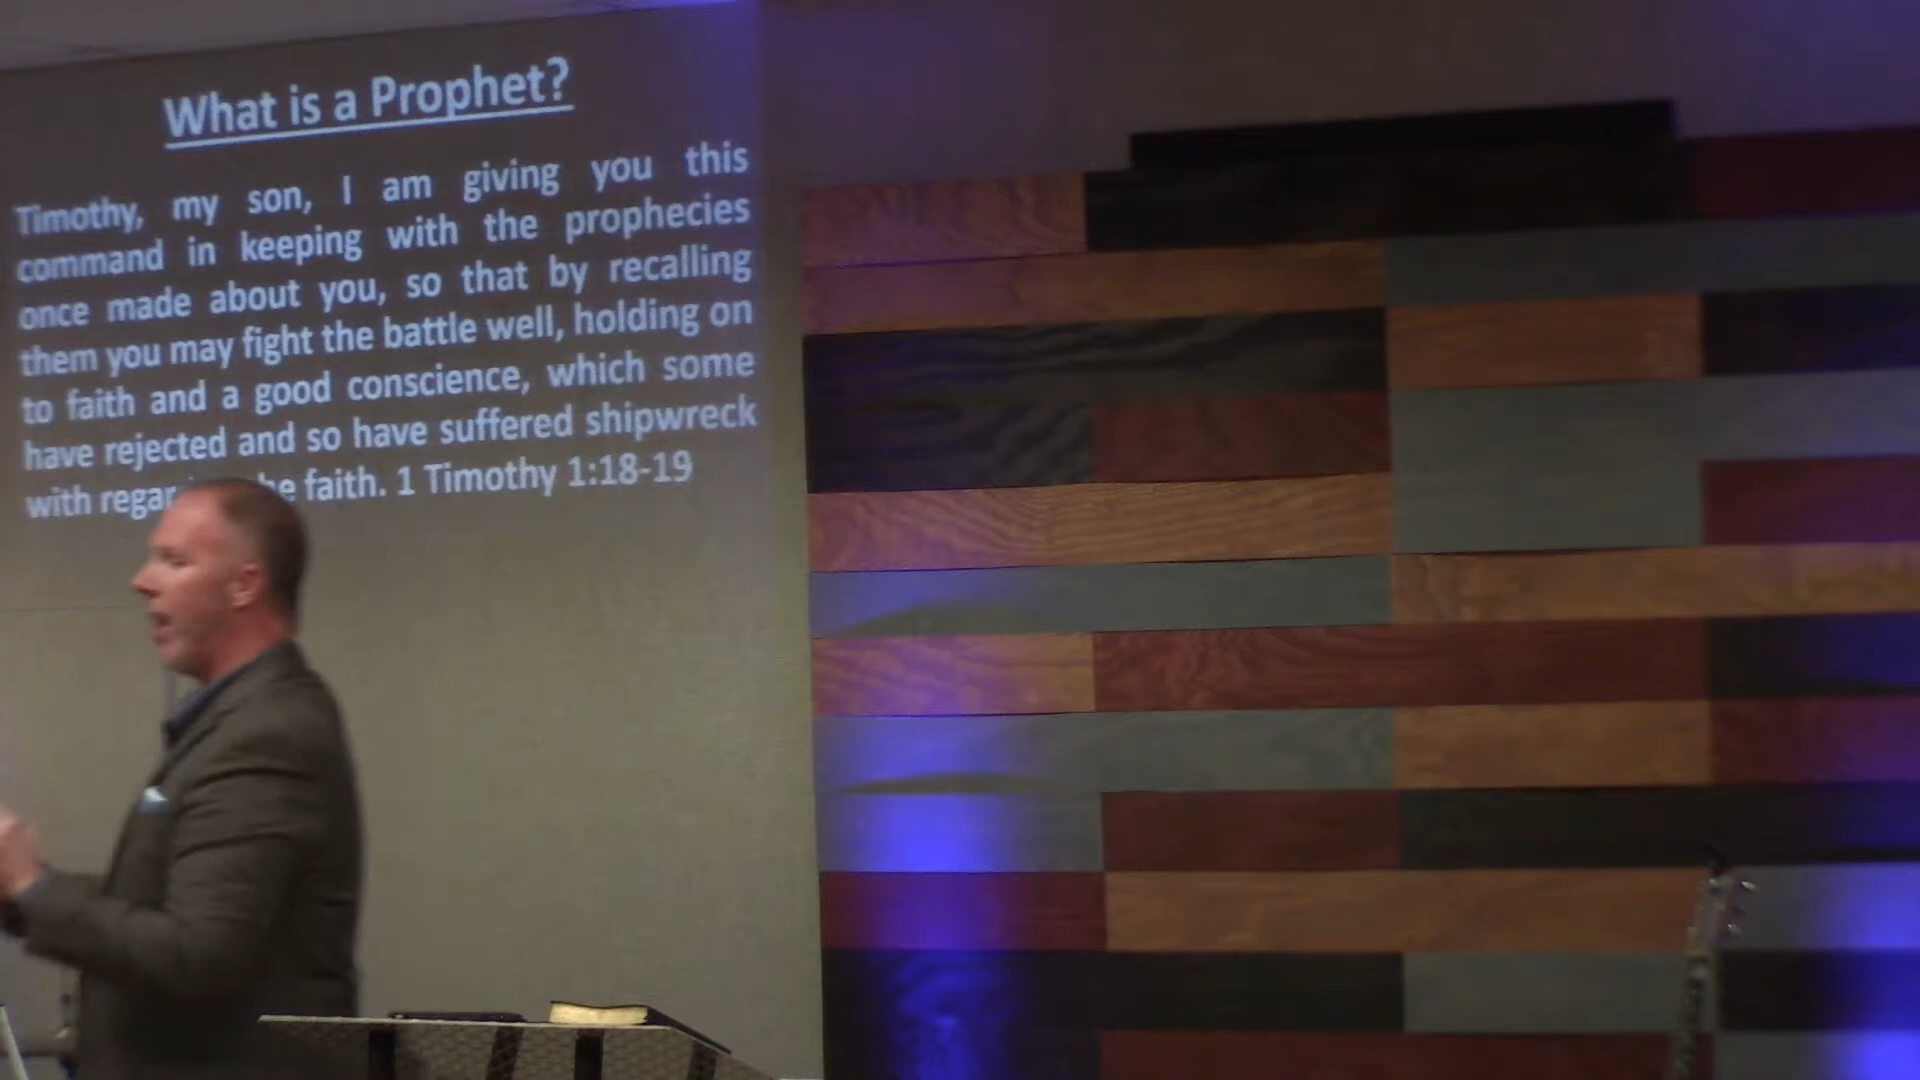 What is a Prophet?
Timothy, my son, I am giving you this
command in keeping with the prophecies
once made about you, so that by recalling
them you may fight the battle well, holding on
to faith and a good conscience, which some
have rejected and so have suffered shipwreck
with faith. 1 Timothy 1:18-19